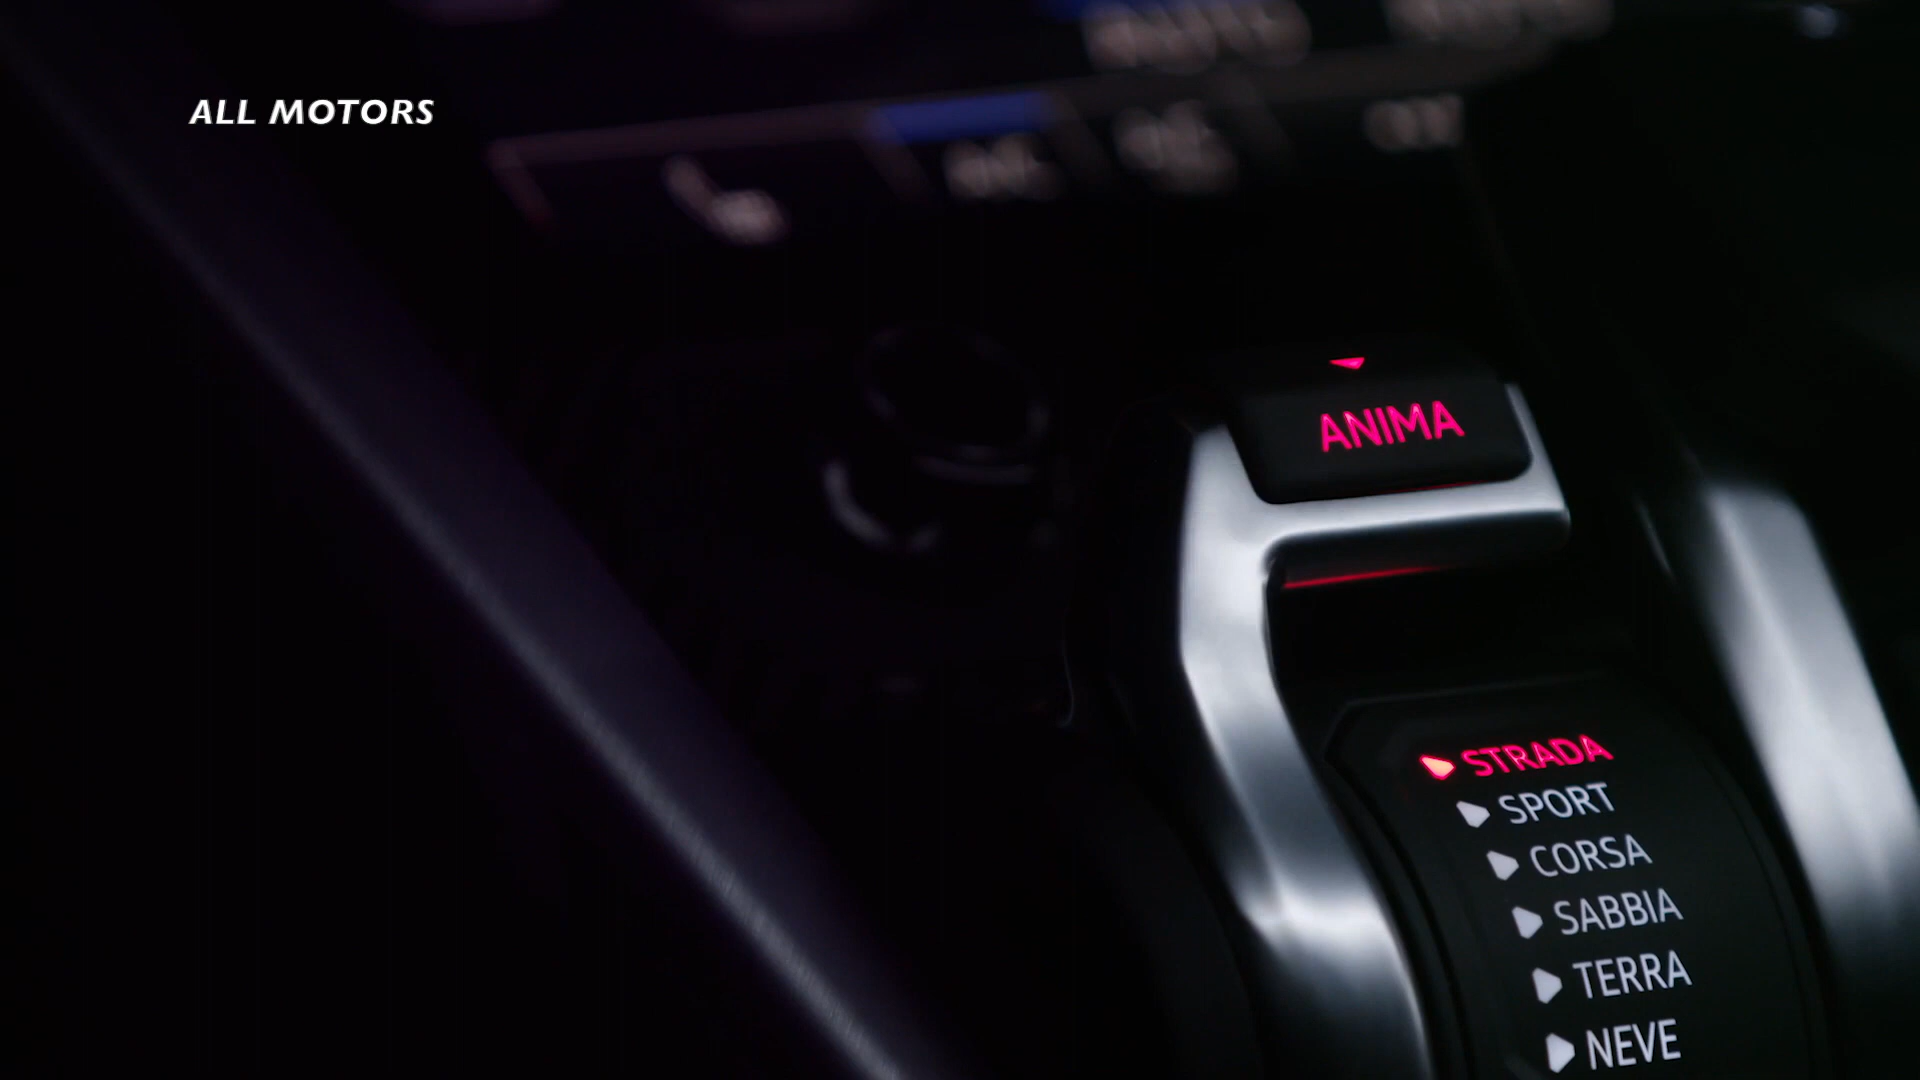 ALL MOTORS
ANIMA
STRADA
SPORT
CORSA
SABBIA
TERRA
NEVE